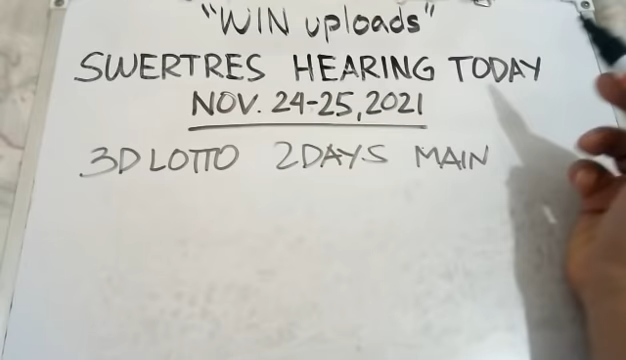 "WIN uploads"
SWERTRES HEARING TODAY
NOV. 24-25, 2021
3D LOTTO 2DAYS MAIN